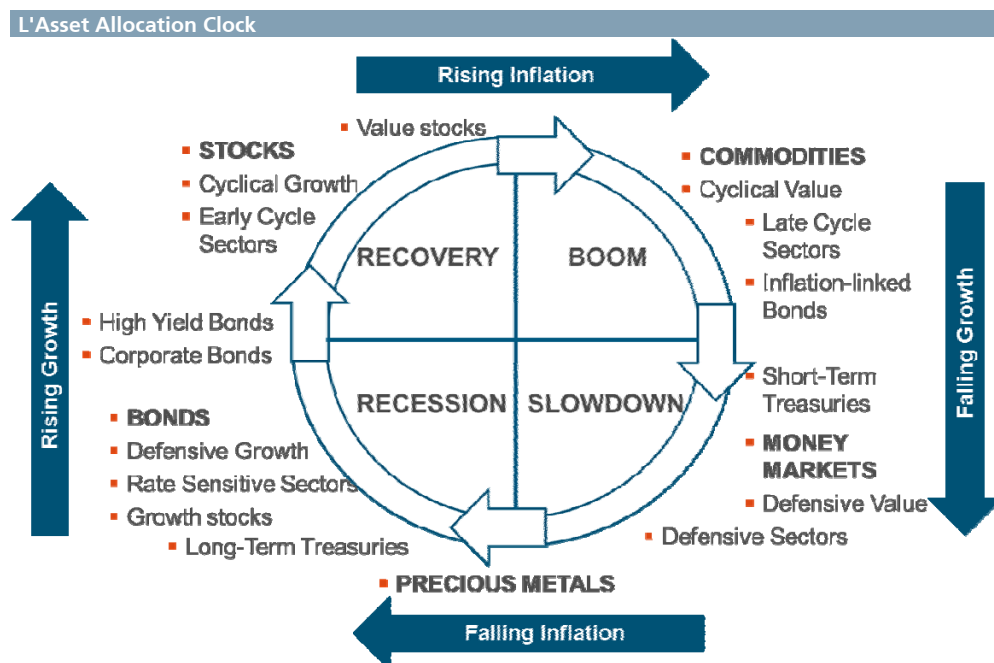 L'Asset Allocation Clock
Rising Inflation
Value stocks
STOCKS
Cyclical Growth
Early Cycle
Sectors
COMMODITIES
Cyclical Value
Late Cycle
Sectors
Inflation-linked
Bonds
RECOVERY
BOOM
Rising Growth
High Yield Bonds
Corporate Bonds
Falling Growth
Short-Term
Treasuries
RECESSION
SLOWDOWN
BONDS
Defensive Growth
Rate Sensitive Sectors
Growth stocks
Long-Term Treasuries
MONEY
MARKETS
Defensive Value
Defensive Sectors
PRECIOUS METALS
Falling Inflation